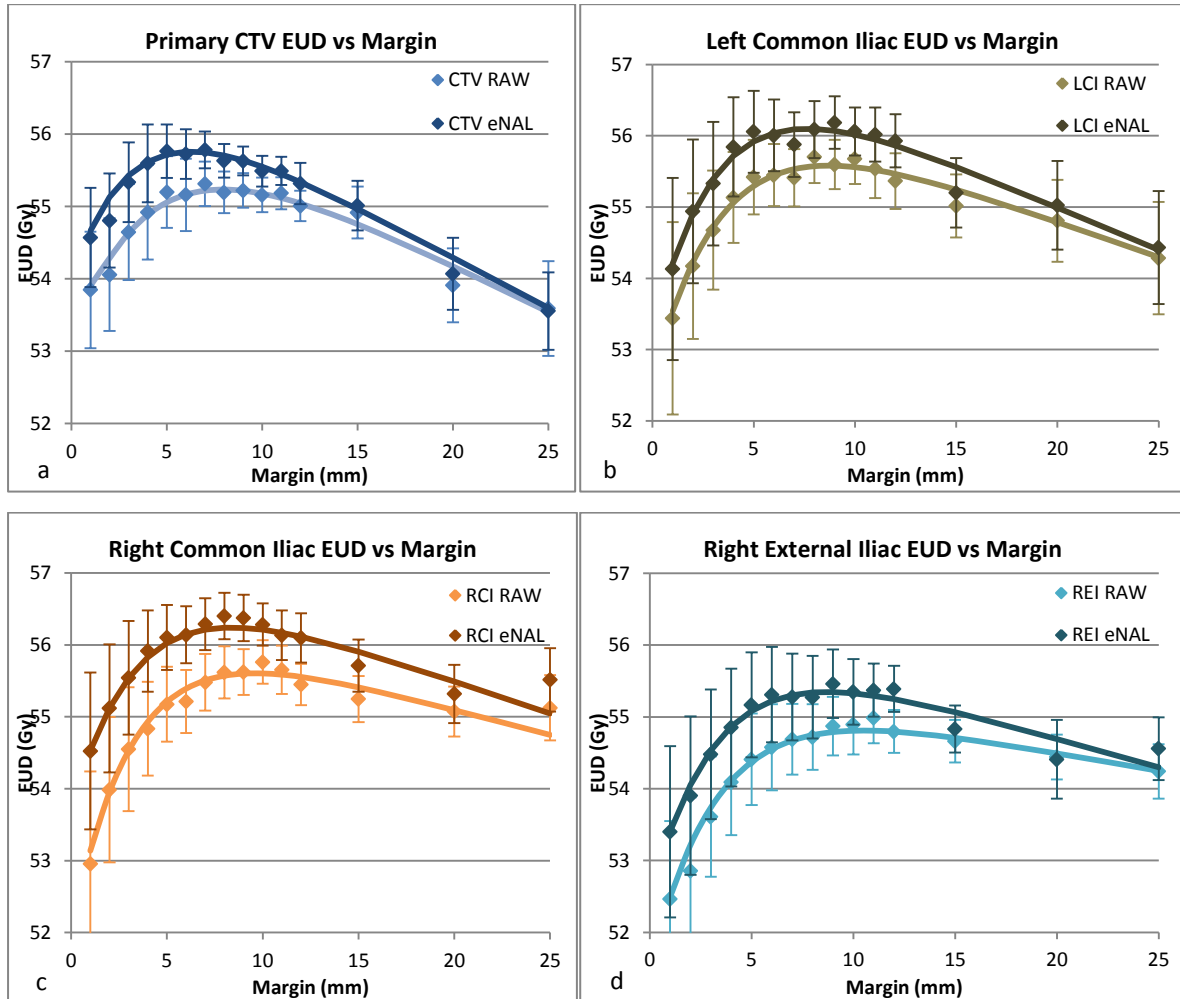 Primary CTV EUD vs Margin
57
56
55
54
53
52
EUD (Gy)
CTV RAW
CTV eNAL
0 5 10 15 20 25
Margin (mm)
a
Left Common Iliac EUD vs Margin
57
56
55
54
53
52
EUD (Gy)
LCI RAW
LCI eNAL
0 5 10 15 20 25
Margin (mm)
b
Right Common Iliac EUD vs Margin
57
56
55
54
53
52
EUD (Gy)
RCI RAW
RCI eNAL
0 5 10 15 20 25
Margin (mm)
c
Right External Iliac EUD vs Margin
57
56
55
54
53
52
EUD (Gy)
REI RAW
REI eNAL
0 5 10 15 20 25
Margin (mm)
d